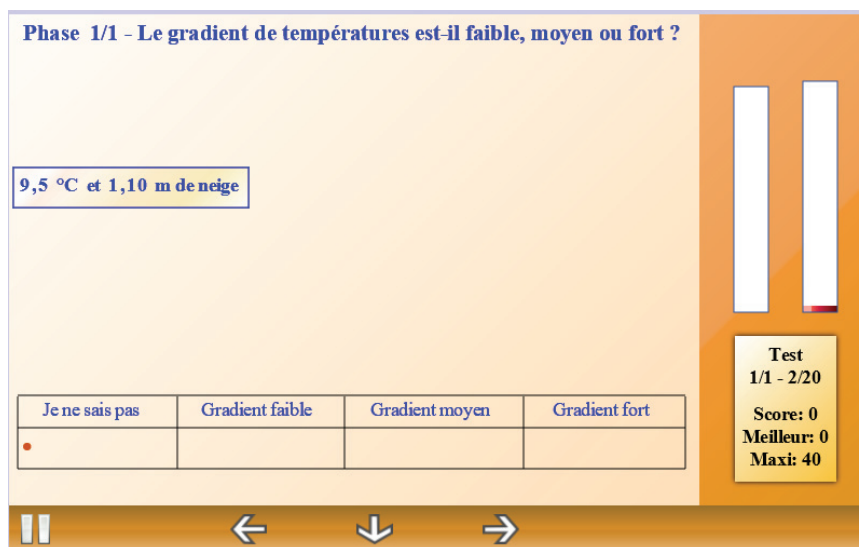 Phase 1/1 - Le gradient de températures est-il faible, moyen ou fort ?
9,5 °C et 1,10 m de neige
Je ne sais pas Gradient faible Gradient moyen Gradient fort
Test
1/1 - 2/20
Score: 0
Meilleur: 0
Maxi: 40